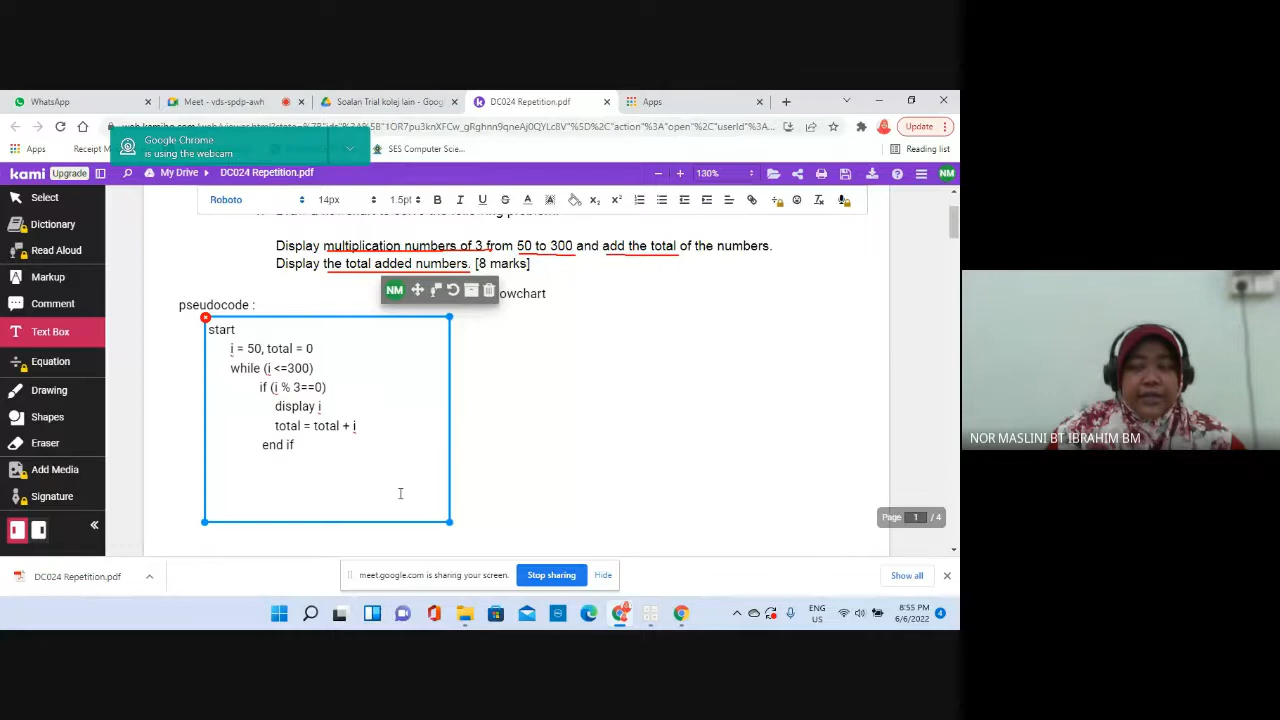 WhatsApp
Meet - vds-spdp-awh
Soalan Trial kolej lain - Goog
DC024 Repetition.pdf
Apps
Update
Google Chrome
is using the webcam
Apps
Receipt M
SES Computer Scie...
Reading list
kami
Upgrade
My Drive
DC024 Repetition.pdf
130%
NM
Select
Dictionary
Read Aloud
Markup
Comment
Text Box
Equation
Drawing
Shapes
Eraser
Add Media
Signature
Roboto
14px
1.5pt
Display multiplication numbers of 3 from 50 to 300 and add the total of the numbers.
Display the total added numbers. [8 marks]
NM
owchart
pseudocode :
start
i = 50, total = 0
while (i <=300)
if (i % 3==0)
display i
total = total + i
end if
Page 1 / 4
DC024 Repetition.pdf
meet.google.com is sharing your screen.
Stop sharing
Hide
Show all
ENG
US
8:55 PM
6/6/2022
4
NOR MASLINI BT IBRAHIM BM